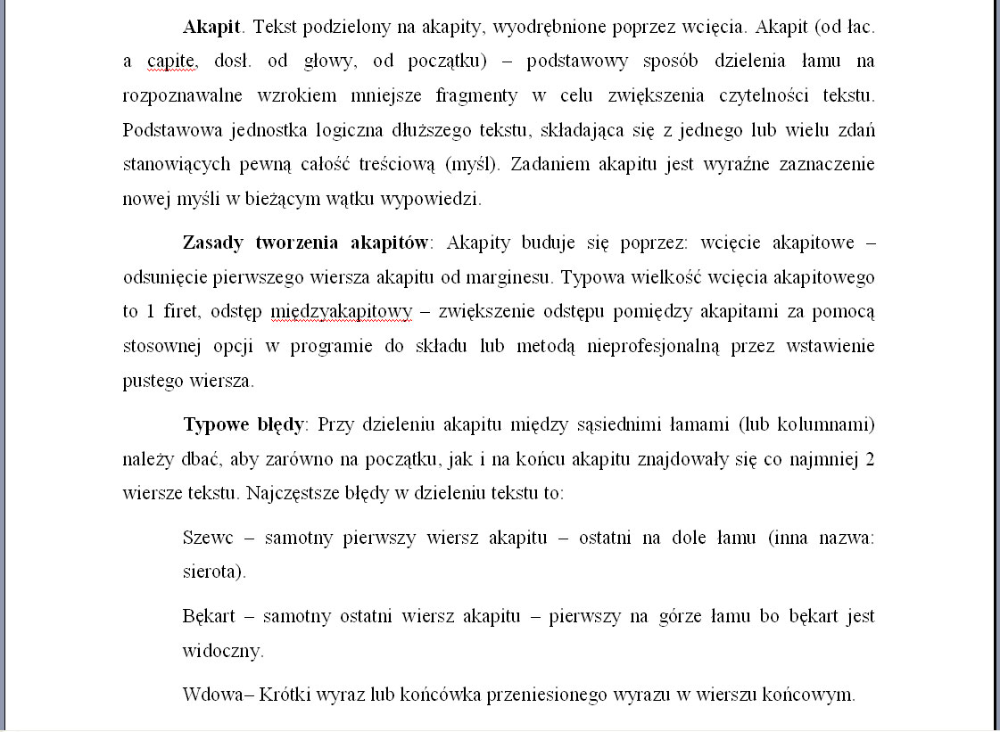 Akapit. Tekst podzielony na akapity, wyodrębnione poprzez wcięcia. Akapit (od łac.
a capite, dosł. od głowy, od początku) – podstawowy sposób dzielenia łamu na
rozpoznawalne wzrokiem mniejsze fragmenty w celu zwiększenia czytelności tekstu.
Podstawowa jednostka logiczna dłuższego tekstu, składająca się z jednego lub wielu zdań
stanowiących pewną całość treściową (myśl). Zadaniem akapitu jest wyraźne zaznaczenie
nowej myśli w bieżącym wątku wypowiedzi.
Zasady tworzenia akapitów: Akapity buduje się poprzez: wcięcie akapitowe –
odsunięcie pierwszego wiersza akapitu od marginesu. Typowa wielkość wcięcia akapitowego
to 1 firet, odstęp międzyakapitowy – zwiększenie odstępu pomiędzy akapitami za pomocą
stosownej opcji w programie do składu lub metodą nieprofesjonalną przez wstawienie
pustego wiersza.
Typowe błędy: Przy dzieleniu akapitu między sąsiednimi łamami (lub kolumnami)
należy dbać, aby zarówno na początku, jak i na końcu akapitu znajdowały się co najmniej 2
wiersze tekstu. Najczęstsze błędy w dzieleniu tekstu to:
Szewc – samotny pierwszy wiersz akapitu – ostatni na dole łamu (inna nazwa:
sierota).
Bękart – samotny ostatni wiersz akapitu – pierwszy na górze łamu bo bękart jest
widoczny.
Wdowa– Krótki wyraz lub końcówka przeniesionego wyrazu w wierszu końcowym.